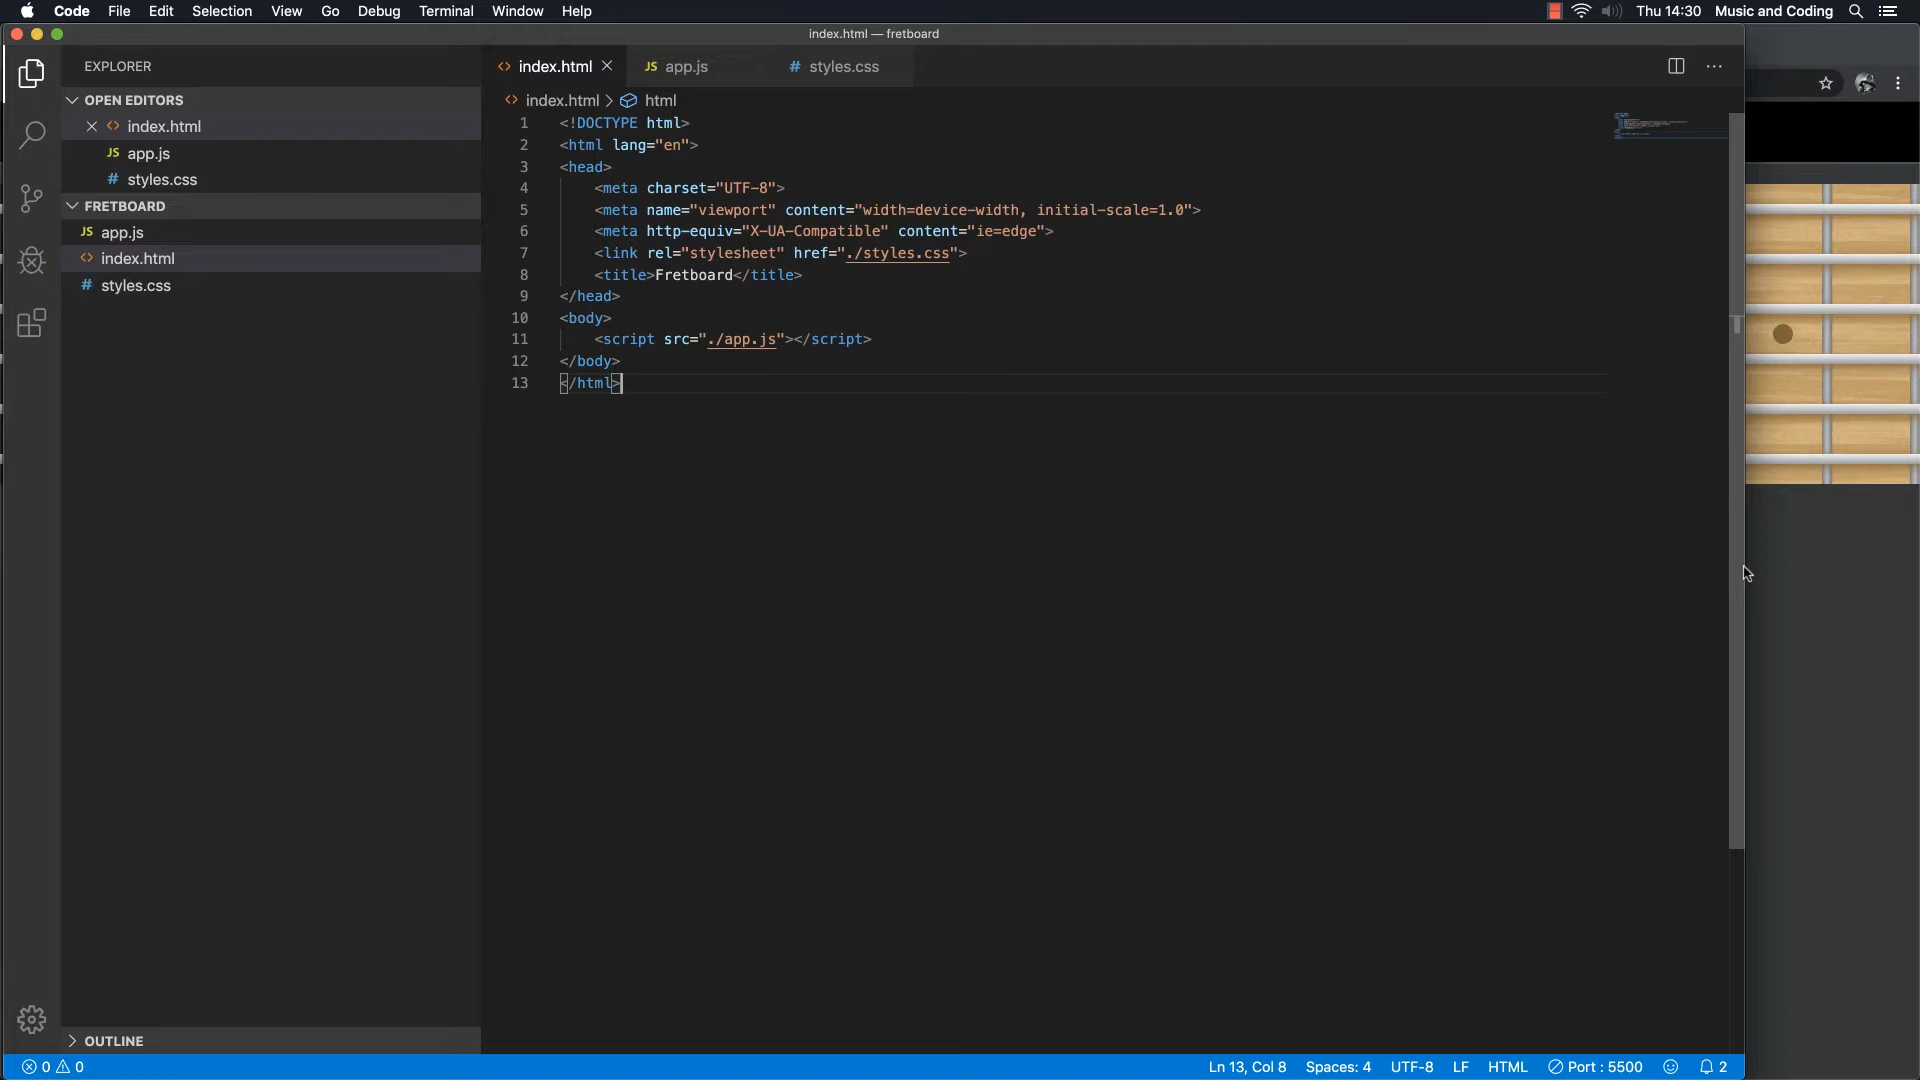 Code File Edit Selection View Go Debug Terminal Window Help Thu 14:30 Music and Coding
index.html — fretboard
EXPLORER
OPEN EDITORS
index.html
JS app.js
# styles.css
FRETBOARD
JS app.js
<> index.html
# styles.css
OUTLINE
<> index.html JS app.js # styles.css
<> index.html > html
1 <!DOCTYPE html>
2 <html lang="en">
3 <head>
4 <meta charset="UTF-8">
5 <meta name="viewport" content="width=device-width, initial-scale=1.0">
6 <meta http-equiv="X-UA-Compatible" content="ie=edge">
7 <link rel="stylesheet" href="./styles.css">
8 <title>Fretboard</title>
9 </head>
10 <body>
11 <script src="./app.js"></script>
12 </body>
13 </html>
0 0 Ln 13, Col 8 Spaces: 4 UTF-8 LF HTML Port : 5500 2